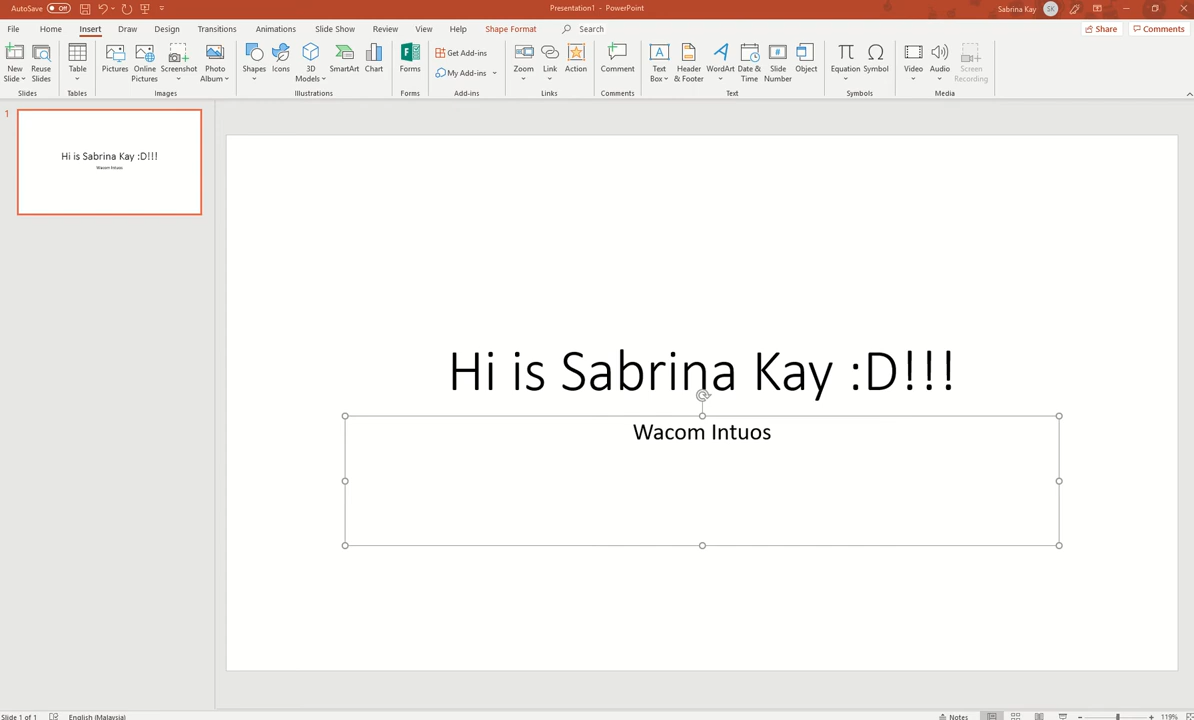 AutoSave Off Presentation1 - PowerPoint Sabrina Kay SK
File Home Insert Draw Design Transitions Animations Slide Show Review View Help Shape Format Search Share Comments
New Slide Reuse Slides Table Pictures Online Pictures Screenshot Photo Album Shapes Icons 3D Models SmartArt Chart Forms Get Add-ins My Add-ins Zoom Link Action Comment Text Box Header & Footer WordArt Date & Time Slide Number Object Equation Symbol Video Audio Screen Recording
Slides Tables Images Illustrations Forms Add-ins Links Comments Text Symbols Media
1
Hi is Sabrina Kay :D!!!
Wacom Intuos
Hi is Sabrina Kay :D!!!
Wacom Intuos
Slide 1 of 1 English (Malaysia) Notes 119%